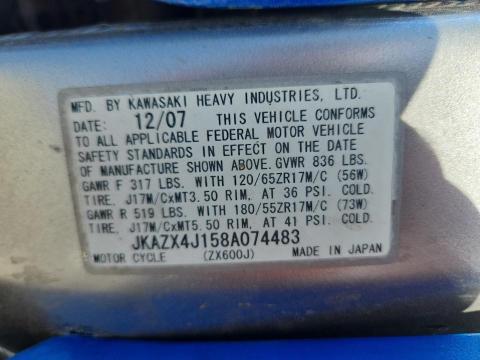 MFD. BY KAWASAKI HEAVY INDUSTRIES, LTD.
DATE: 12/07 THIS VEHICLE CONFORMS
TO ALL APPLICABLE FEDERAL MOTOR VEHICLE
SAFETY STANDARDS IN EFFECT ON THE DATE
OF MANUFACTURE SHOWN ABOVE. GVWR 836 LBS.
GAWR F 317 LBS. WITH 120/65ZR17M/C (56W)
TIRE, J17M/CxMT3.50 RIM, AT 36 PSI. COLD.
GAWR R 519 LBS. WITH 180/55ZR17M/C (73W)
TIRE, J17M/CxMT5.50 RIM, AT 41 PSI. COLD.
JKAZX4J158A074483
MOTOR CYCLE (ZX600J) MADE IN JAPAN